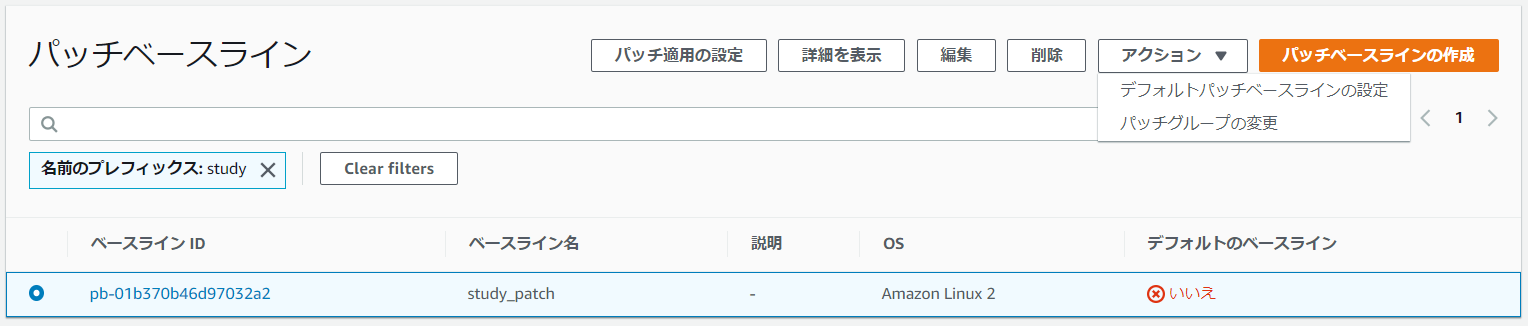 パッチベースライン
パッチ適用の設定 詳細を表示 編集 削除 アクション パッチベースラインの作成
デフォルトパッチベースラインの設定
パッチグループの変更
1
名前のプレフィックス: study Clear filters
ベースライン ID ベースライン名 説明 OS デフォルトのベースライン
pb-01b370b46d97032a2 study_patch - Amazon Linux 2 いいえ